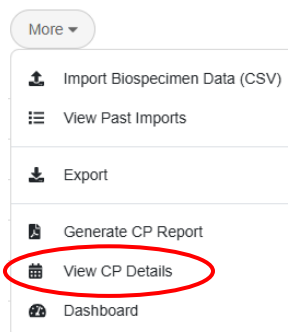 More
Import Biospecimen Data (CSV)
View Past Imports
Export
Generate CP Report
View CP Details
Dashboard